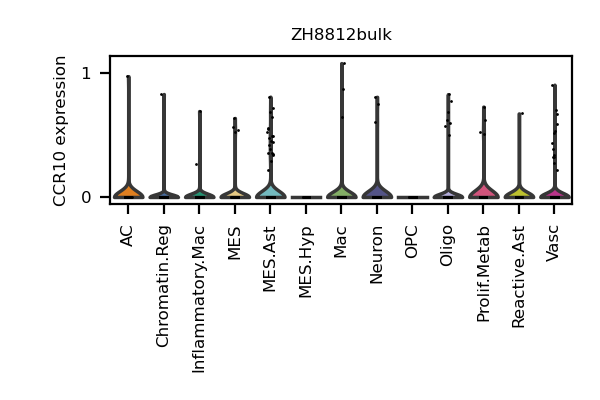 ZH8812bulk
CCR10 expression
1
0
AC
Chromatin.Reg
Inflammatory.Mac
MES
MES.Ast
MES.Hyp
Mac
Neuron
OPC
Oligo
Prolif.Metab
Reactive.Ast
Vasc